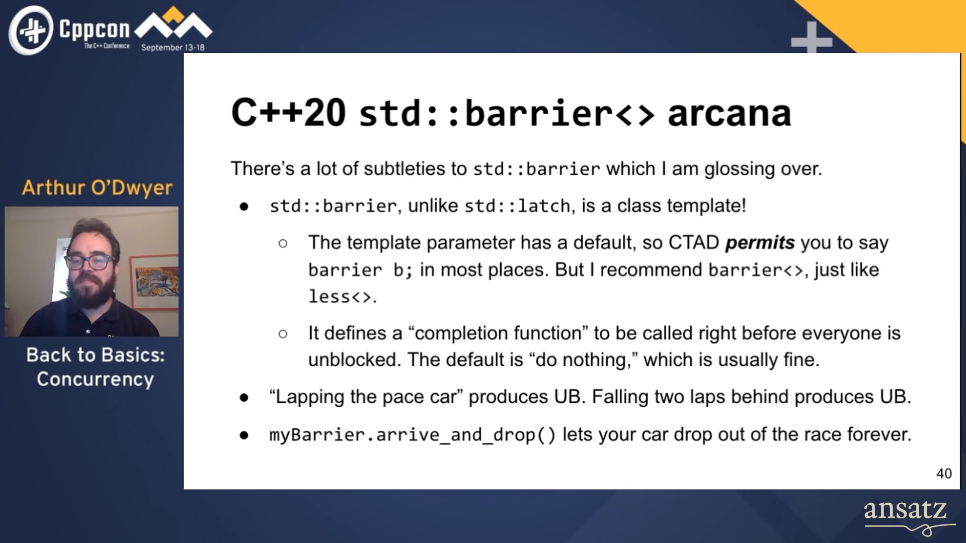 Cppcon
The C++ Conference
September 13-18
C++20 std::barrier<> arcana
There’s a lot of subtleties to std::barrier which I am glossing over.
● std::barrier, unlike std::latch, is a class template!
○ The template parameter has a default, so CTAD permits you to say
barrier b; in most places. But I recommend barrier<>, just like
less<>.
○ It defines a “completion function” to be called right before everyone is
unblocked. The default is “do nothing,” which is usually fine.
● “Lapping the pace car” produces UB. Falling two laps behind produces UB.
● myBarrier.arrive_and_drop() lets your car drop out of the race forever.
40
Arthur O’Dwyer
Back to Basics:
Concurrency
ansatz